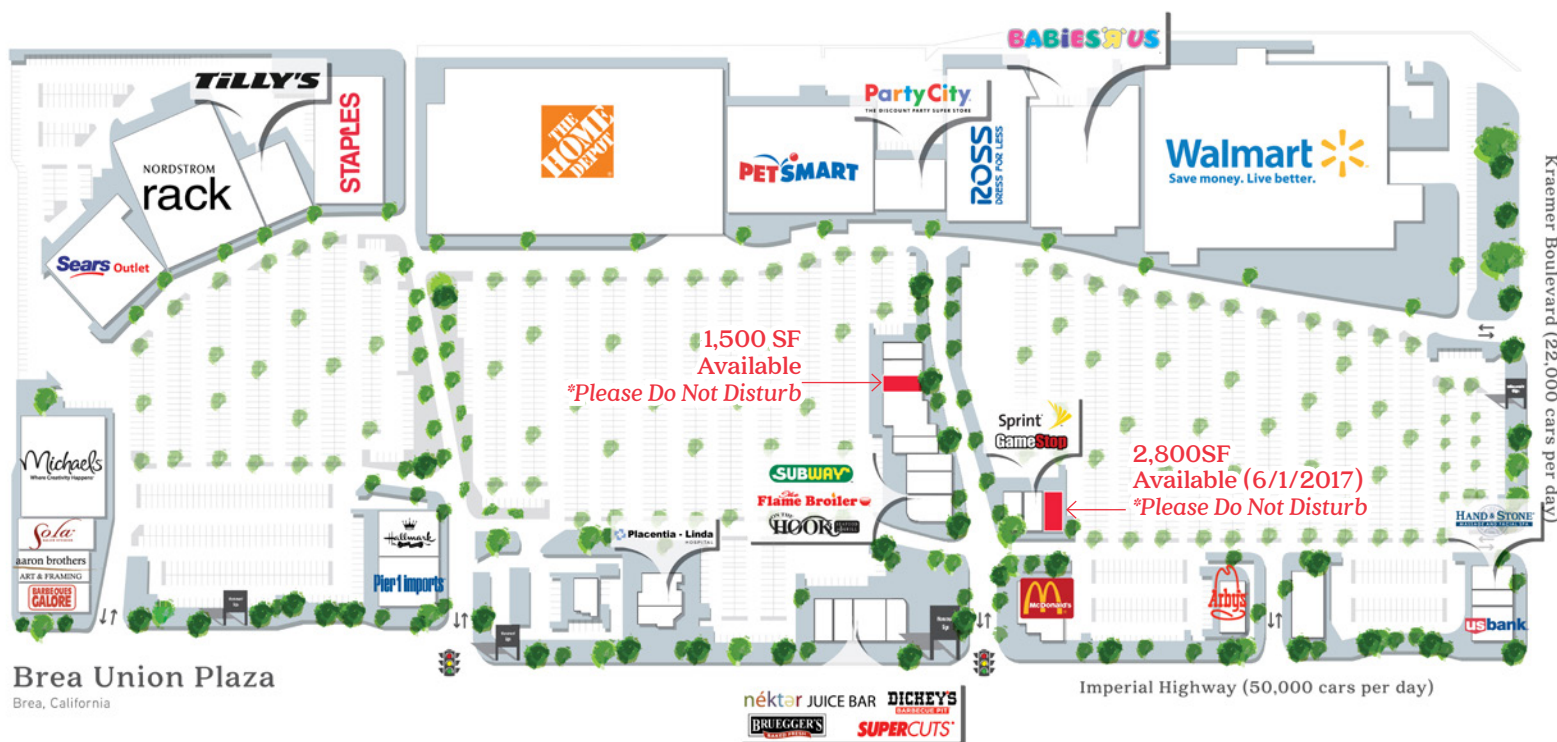 BABIES R US
TiLLY'S
STAPLES
THE
HOME
DEPOT
PartyCity
THE DISCOUNT PARTY SUPER STORE
NORDSTROM
rack
PETSMART
ROSS
DRESS FOR LESS
Walmart
Save money. Live better.
Sears Outlet
Kraemer Boulevard (22,000 cars per day)
1,500 SF
Available
*Please Do Not Disturb
Sprint
GameStop
2,800SF
Available (6/1/2017)
*Please Do Not Disturb
Michaels
Where Creativity Happens
SUBWAY
The
Flame Broiler
ON THE
HOOK
HAND & STONE
MASSAGE AND FACIAL SPA
Sola
aaron brothers
ART & FRAMING
BARBEQUES
GALORE
Hallmark
Pier 1 imports
Placentia - Linda
HOSPITAL
McDonald's
Arby's
usbank
Brea Union Plaza
Brea, California
Imperial Highway (50,000 cars per day)
néktər JUICE BAR
DICKEY'S
BARBECUE PIT
BRUEGGER'S
BAKED FRESH
SUPERCUTS